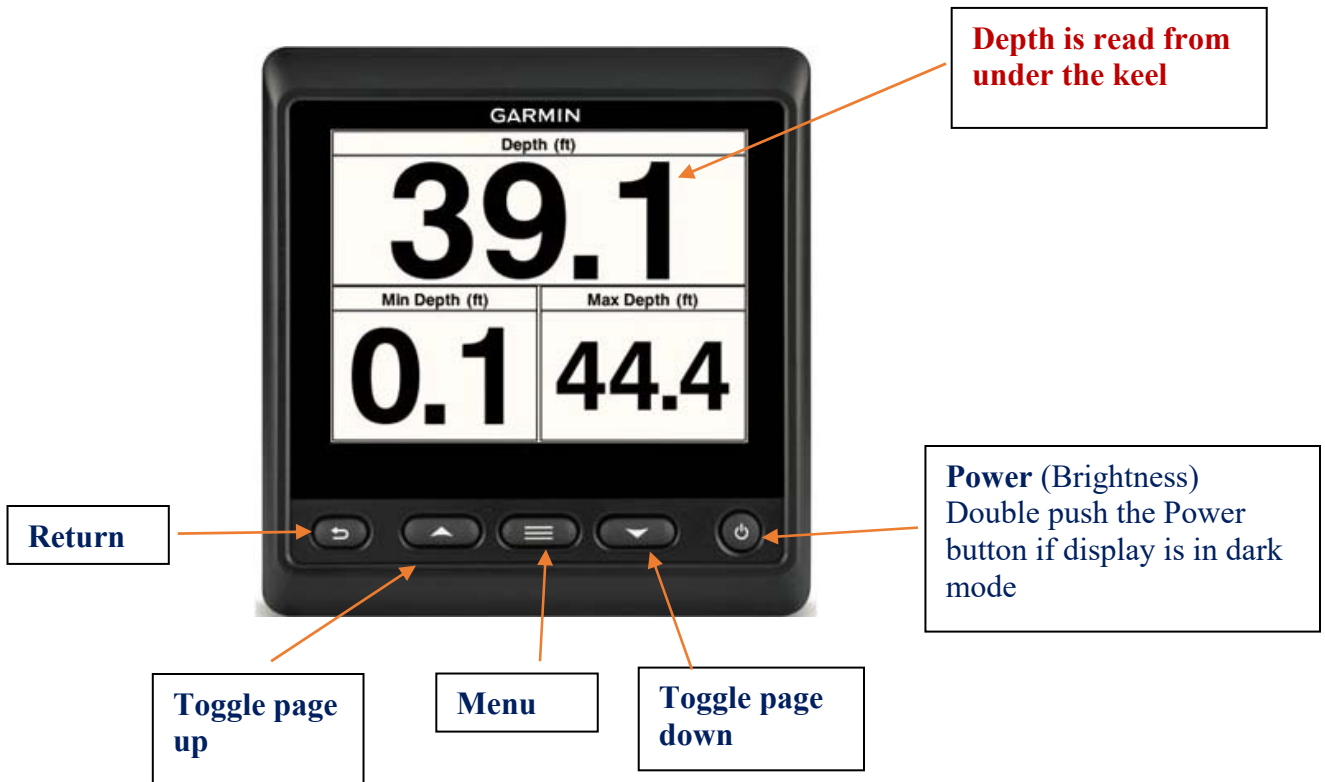 Depth is read from
under the keel
GARMIN
Depth (ft)
39.1
Min Depth (ft)
Max Depth (ft)
0.1
44.4
Power (Brightness)
Double push the Power
button if display is in dark
mode
Return
Toggle page
up
Menu
Toggle page
down